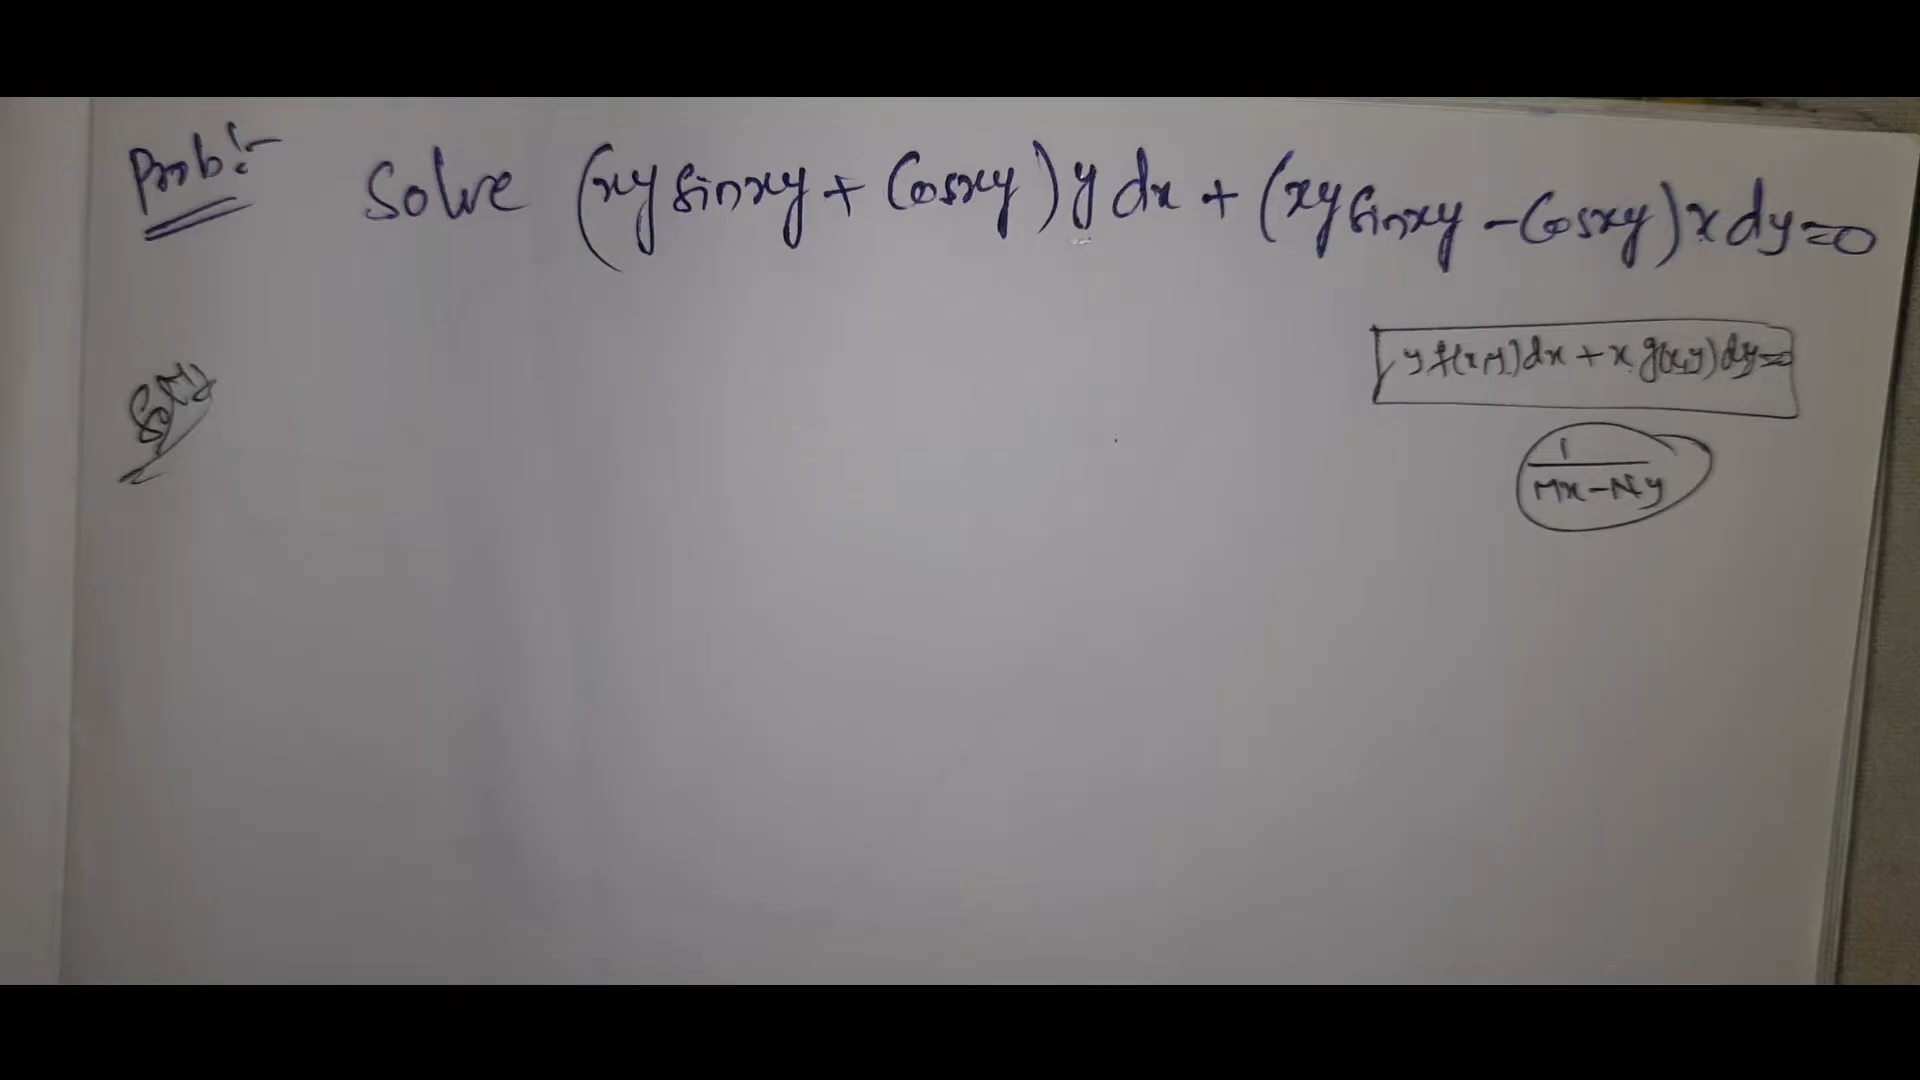 Prob:- Solve (xy sinxy + Cosxy) y dx + (xy sinxy - Cosxy) x dy = 0
y f(x,y) dx + x g(x,y) dy = 0
Sol:
1
Mx - Ny